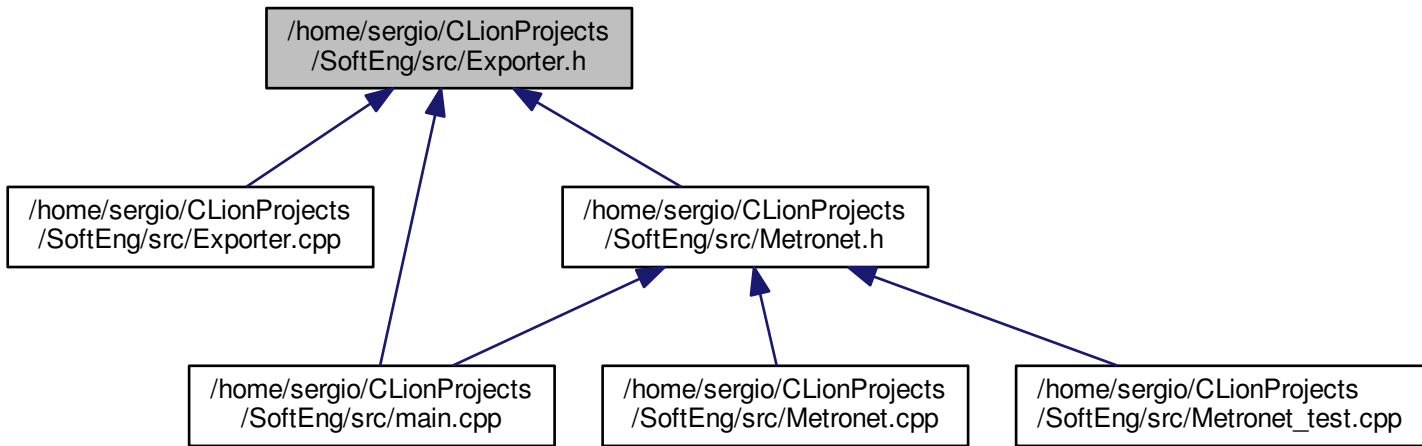 /home/sergio/CLionProjects
/SoftEng/src/Exporter.h
/home/sergio/CLionProjects
/SoftEng/src/Exporter.cpp
/home/sergio/CLionProjects
/SoftEng/src/Metronet.h
/home/sergio/CLionProjects
/SoftEng/src/main.cpp
/home/sergio/CLionProjects
/SoftEng/src/Metronet.cpp
/home/sergio/CLionProjects
/SoftEng/src/Metronet_test.cpp